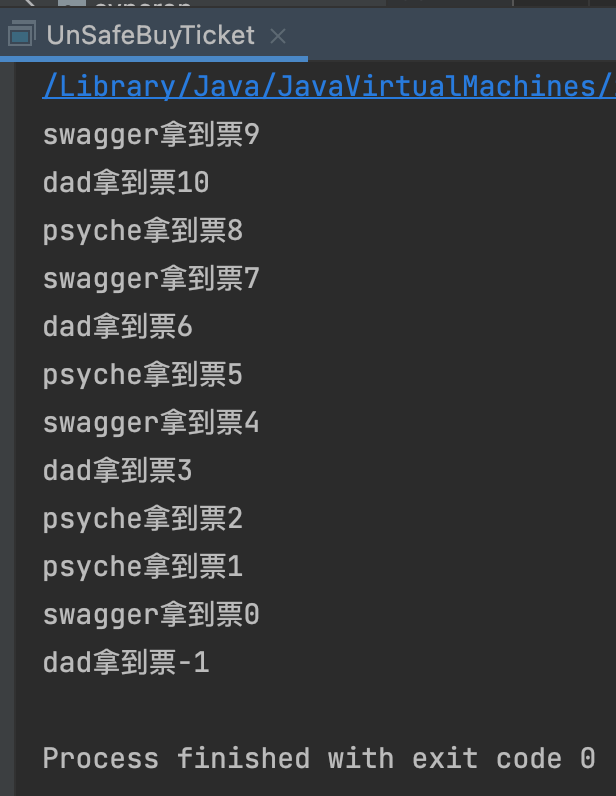 UnSafeBuyTicket
/Library/Java/JavaVirtualMachines/
swagger拿到票9
dad拿到票10
psyche拿到票8
swagger拿到票7
dad拿到票6
psyche拿到票5
swagger拿到票4
dad拿到票3
psyche拿到票2
psyche拿到票1
swagger拿到票0
dad拿到票-1
Process finished with exit code 0